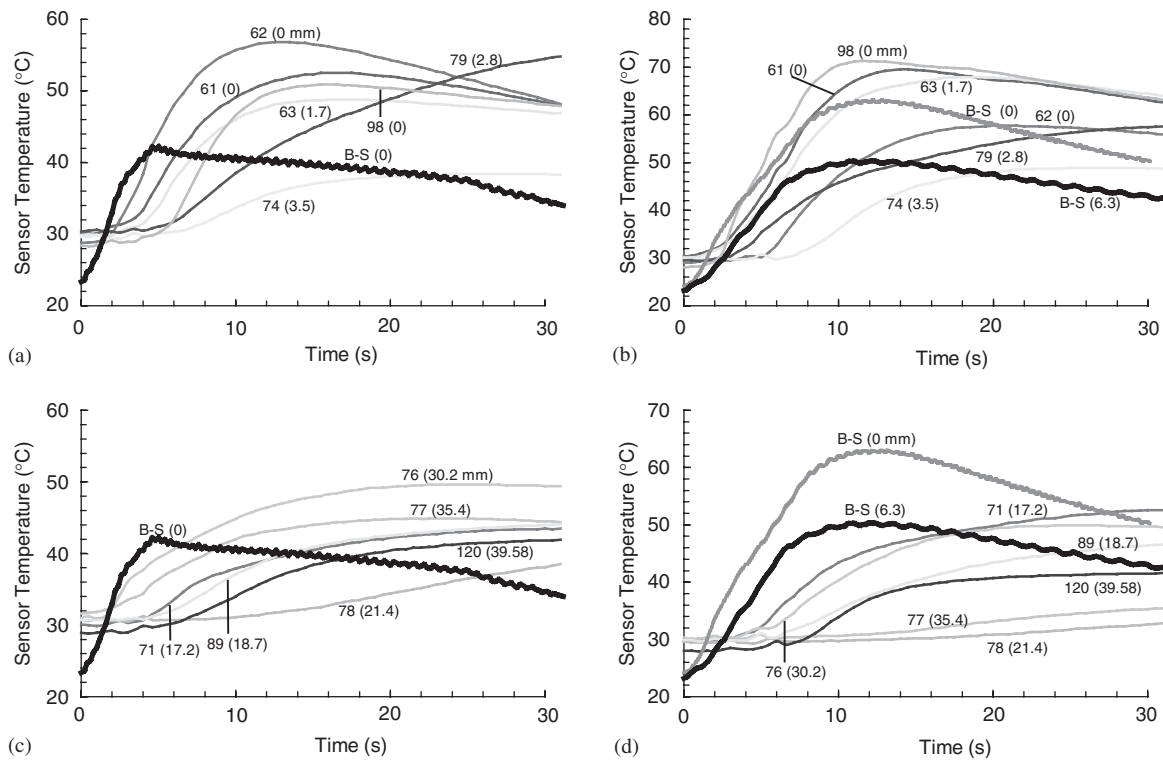 60
50
40
30
20
0
10
20
30
Sensor Temperature (°C)
Time (s)
62 (0 mm)
79 (2.8)
61 (0)
63 (1.7)
98 (0)
B-S (0)
74 (3.5)
(a)
80
70
60
50
40
30
20
0
10
20
30
Sensor Temperature (°C)
Time (s)
98 (0 mm)
61 (0)
63 (1.7)
B-S (0)
62 (0)
79 (2.8)
74 (3.5)
B-S (6.3)
(b)
60
50
40
30
20
0
10
20
30
Sensor Temperature (°C)
Time (s)
76 (30.2 mm)
B-S (0)
77 (35.4)
120 (39.58)
78 (21.4)
71 (17.2)
89 (18.7)
(c)
70
60
50
40
30
20
0
10
20
30
Sensor Temperature (°C)
Time (s)
B-S (0 mm)
B-S (6.3)
71 (17.2)
89 (18.7)
120 (39.58)
77 (35.4)
78 (21.4)
76 (30.2)
(d)